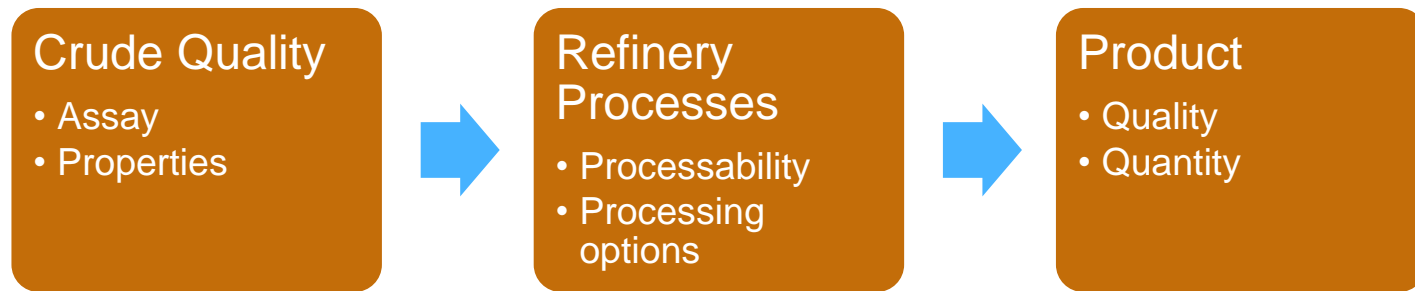 Crude Quality
• Assay
• Properties
Refinery
Processes
• Processability
• Processing
options
Product
• Quality
• Quantity